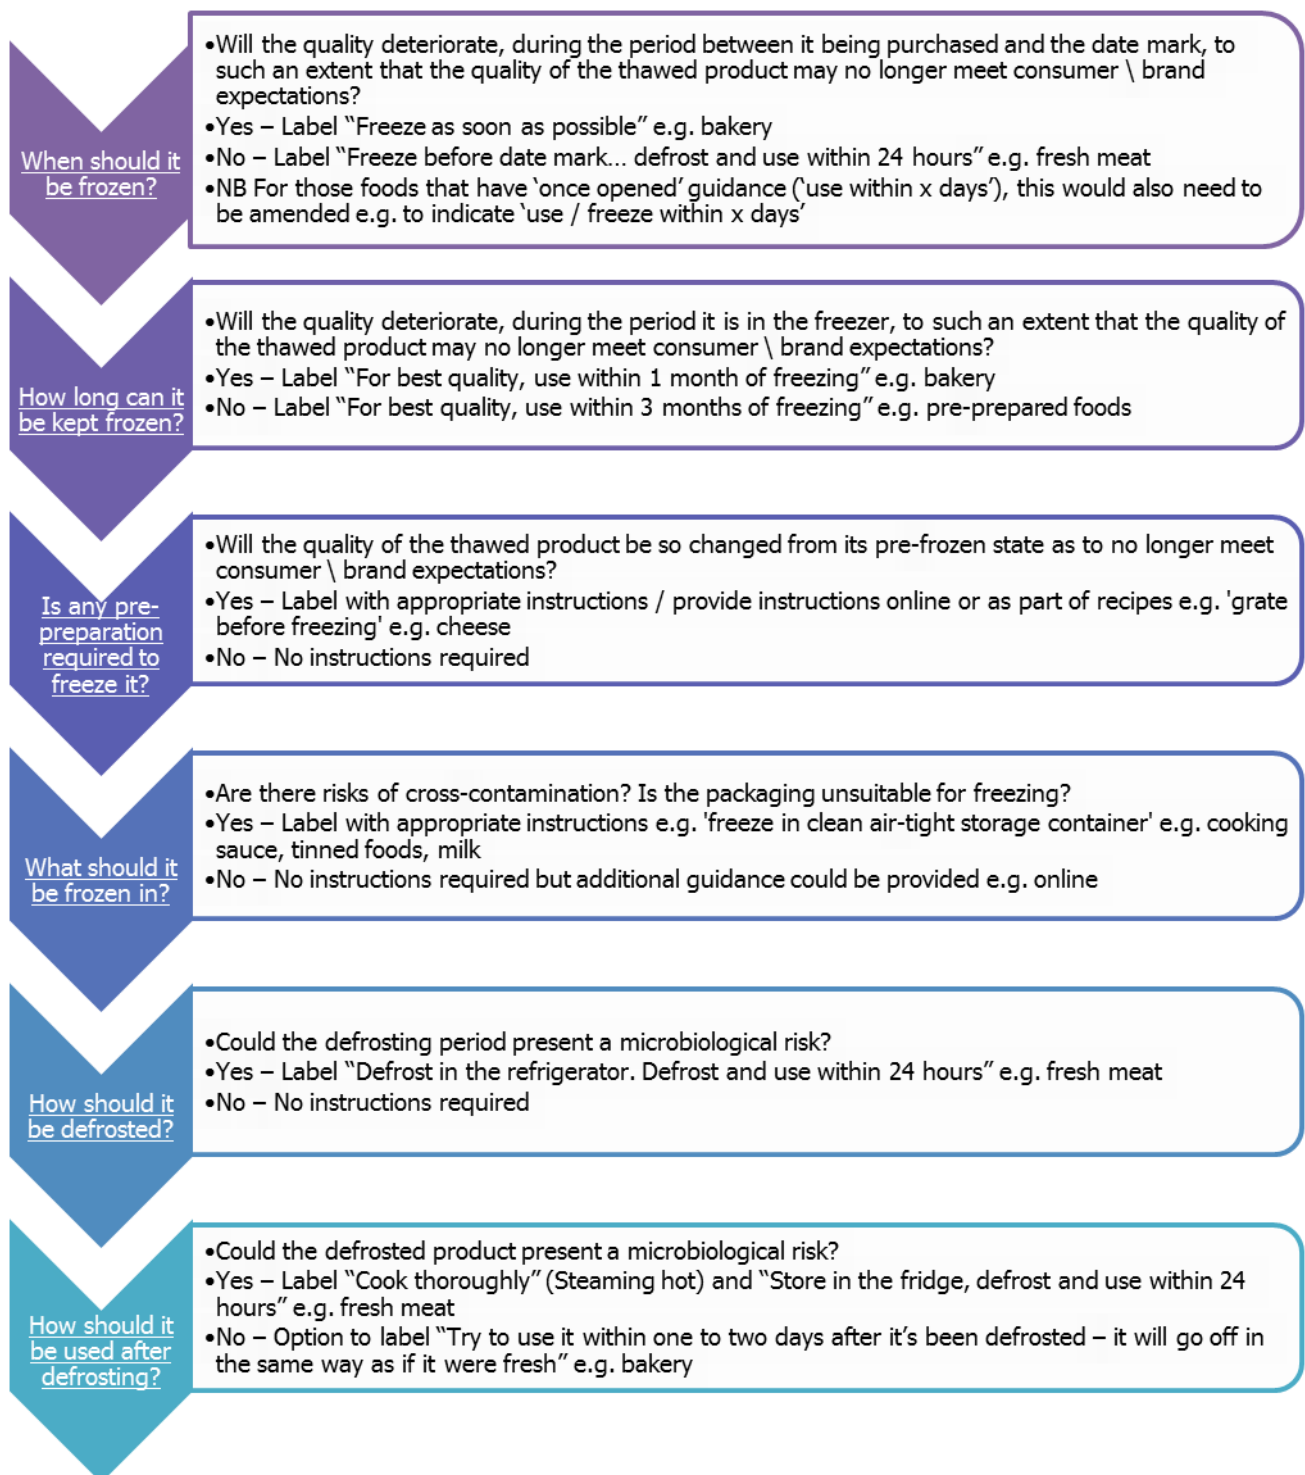 When should it
be frozen?
•Will the quality deteriorate, during the period between it being purchased and the date mark, to
such an extent that the quality of the thawed product may no longer meet consumer \ brand
expectations?
•Yes – Label “Freeze as soon as possible” e.g. bakery
•No – Label “Freeze before date mark… defrost and use within 24 hours” e.g. fresh meat
•NB For those foods that have ‘once opened’ guidance (‘use within x days’), this would also need to
be amended e.g. to indicate ‘use / freeze within x days’
How long can it
be kept frozen?
•Will the quality deteriorate, during the period it is in the freezer, to such an extent that the quality of
the thawed product may no longer meet consumer \ brand expectations?
•Yes – Label “For best quality, use within 1 month of freezing” e.g. bakery
•No – Label “For best quality, use within 3 months of freezing” e.g. pre-prepared foods
Is any pre-
preparation
required to
freeze it?
•Will the quality of the thawed product be so changed from its pre-frozen state as to no longer meet
consumer \ brand expectations?
•Yes – Label with appropriate instructions / provide instructions online or as part of recipes e.g. 'grate
before freezing' e.g. cheese
•No – No instructions required
What should it
be frozen in?
•Are there risks of cross-contamination? Is the packaging unsuitable for freezing?
•Yes – Label with appropriate instructions e.g. 'freeze in clean air-tight storage container' e.g. cooking
sauce, tinned foods, milk
•No – No instructions required but additional guidance could be provided e.g. online
How should it
be defrosted?
•Could the defrosting period present a microbiological risk?
•Yes – Label “Defrost in the refrigerator. Defrost and use within 24 hours” e.g. fresh meat
•No – No instructions required
How should it
be used after
defrosting?
•Could the defrosted product present a microbiological risk?
•Yes – Label “Cook thoroughly” (Steaming hot) and “Store in the fridge, defrost and use within 24
hours” e.g. fresh meat
•No – Option to label “Try to use it within one to two days after it’s been defrosted – it will go off in
the same way as if it were fresh” e.g. bakery